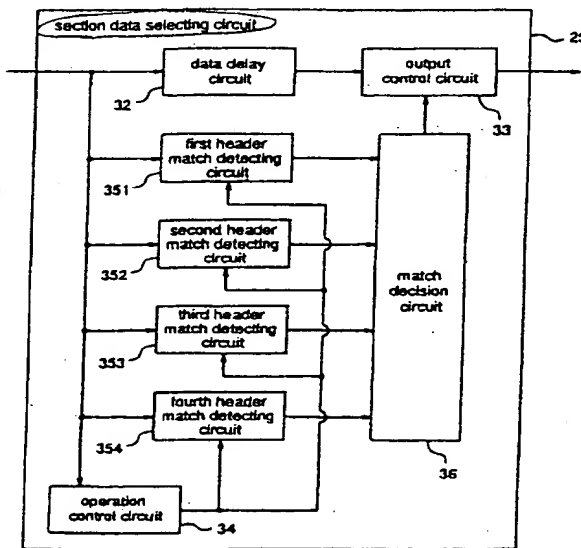 section data selecting circuit
25
data delay
circuit
32
output
control circuit
33
first header
match detecting
circuit
351
second header
match detecting
circuit
352
third header
match detecting
circuit
353
fourth header
match detecting
circuit
354
match
decision
circuit
36
operation
control circuit
34